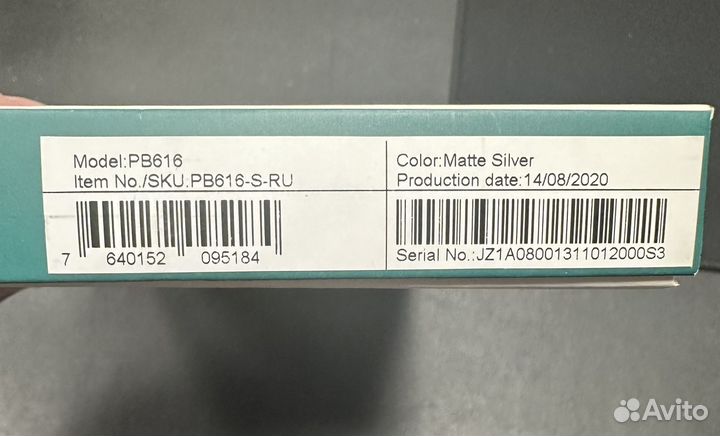 Model:PB616
Item No./SKU:PB616-S-RU
7 640152 095184
Color:Matte Silver
Production date:14/08/2020
Serial No.:JZ1A08001311012000S3
Avito